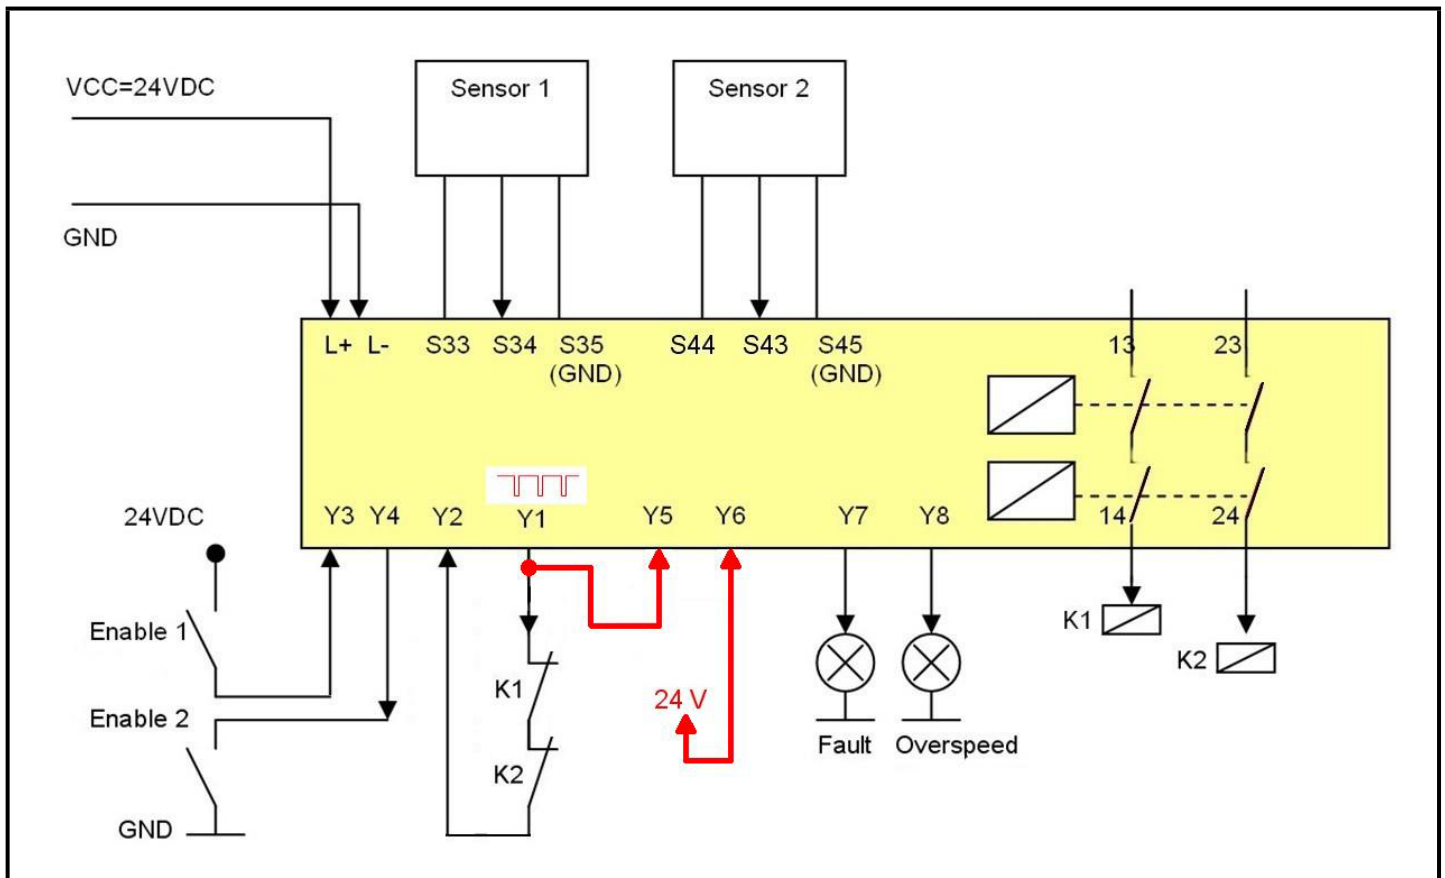 Sensor 1
Sensor 2
VCC=24VDC
GND
L+ L- S33 S34 S35 S44 S43 S45 13 23
(GND) (GND)
24VDC Y3 Y4 Y2 Y1 Y5 Y6 Y7 Y8 14 24
Enable 1
K1
K2
K1
24 V
Enable 2
Fault Overspeed
K2
GND